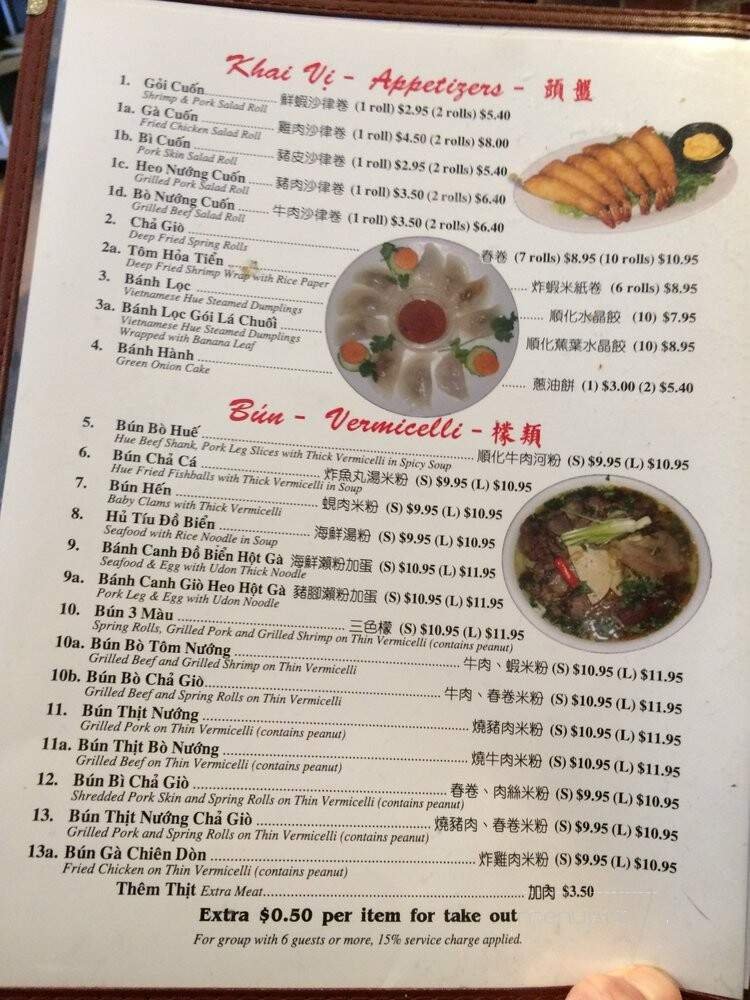 Khai Vị - Appetizers - 頭盤
1. Gỏi Cuốn 鮮蝦沙律卷 (1 roll) $2.95 (2 rolls) $5.40
Shrimp & Pork Salad Roll
1a. Gà Cuốn 雞肉沙律卷 (1 roll) $4.50 (2 rolls) $8.00
Fried Chicken Salad Roll
1b. Bì Cuốn 豬皮沙律卷 (1 roll) $2.95 (2 rolls) $5.40
Pork Skin Salad Roll
1c. Heo Nướng Cuốn 豬肉沙律卷 (1 roll) $3.50 (2 rolls) $6.40
Grilled Pork Salad Roll
1d. Bò Nướng Cuốn 牛肉沙律卷 (1 roll) $3.50 (2 rolls) $6.40
Grilled Beef Salad Roll
2. Chả Giò 春卷 (7 rolls) $8.95 (10 rolls) $10.95
Deep Fried Spring Rolls
2a. Tôm Hỏa Tiển 炸蝦米紙卷 (6 rolls) $8.95
Deep Fried Shrimp Wrap with Rice Paper
3. Bánh Lọc 順化水晶餃 (10) $7.95
Vietnamese Hue Steamed Dumplings
3a. Bánh Lọc Gói Lá Chuối 順化蕉葉水晶餃 (10) $8.95
Vietnamese Hue Steamed Dumplings
Wrapped with Banana Leaf
4. Bánh Hành 蔥油餅 (1) $3.00 (2) $5.40
Green Onion Cake
Bún - Vermicelli - 檬類
5. Bún Bò Huế 順化牛肉河粉 (S) $9.95 (L) $10.95
Hue Beef Shank, Pork Leg Slices with Thick Vermicelli in Spicy Soup
6. Bún Chả Cá 炸魚丸湯米粉 (S) $9.95 (L) $10.95
Hue Fried Fishballs with Thick Vermicelli in Soup
7. Bún Hến 蜆肉米粉 (S) $9.95 (L) $10.95
Baby Clams with Thick Vermicelli
8. Hủ Tíu Đồ Biển 海鮮湯粉 (S) $9.95 (L) $10.95
Seafood with Rice Noodle in Soup
9. Bánh Canh Đồ Biển Hột Gà 海鮮瀨粉加蛋 (S) $10.95 (L) $11.95
Seafood & Egg with Udon Thick Noodle
9a. Bánh Canh Giò Heo Hột Gà 豬腳瀨粉加蛋 (S) $10.95 (L) $11.95
Pork Leg & Egg with Udon Noodle
10. Bún 3 Màu 三色檬 (S) $10.95 (L) $11.95
Spring Rolls, Grilled Pork and Grilled Shrimp on Thin Vermicelli (contains peanut)
10a. Bún Bò Tôm Nướng 牛肉、蝦米粉 (S) $10.95 (L) $11.95
Grilled Beef and Grilled Shrimp on Thin Vermicelli
10b. Bún Bò Chả Giò 牛肉、春卷米粉 (S) $10.95 (L) $11.95
Grilled Beef and Spring Rolls on Thin Vermicelli
11. Bún Thịt Nướng 燒豬肉米粉 (S) $10.95 (L) $11.95
Grilled Pork on Thin Vermicelli (contains peanut)
11a. Bún Thịt Bò Nướng 燒牛肉米粉 (S) $10.95 (L) $11.95
Grilled Beef on Thin Vermicelli (contains peanut)
12. Bún Bì Chả Giò 春卷、肉絲米粉 (S) $9.95 (L) $10.95
Shredded Pork Skin and Spring Rolls on Thin Vermicelli (contains peanut)
13. Bún Thịt Nướng Chả Giò 燒豬肉、春卷米粉 (S) $9.95 (L) $10.95
Grilled Pork and Spring Rolls on Thin Vermicelli (contains peanut)
13a. Bún Gà Chiên Dòn 炸雞肉米粉 (S) $9.95 (L) $10.95
Fried Chicken on Thin Vermicelli (contains peanut)
Thêm Thịt Extra Meat 加肉 $3.50
Extra $0.50 per item for take out
For group with 6 guests or more, 15% service charge applied.